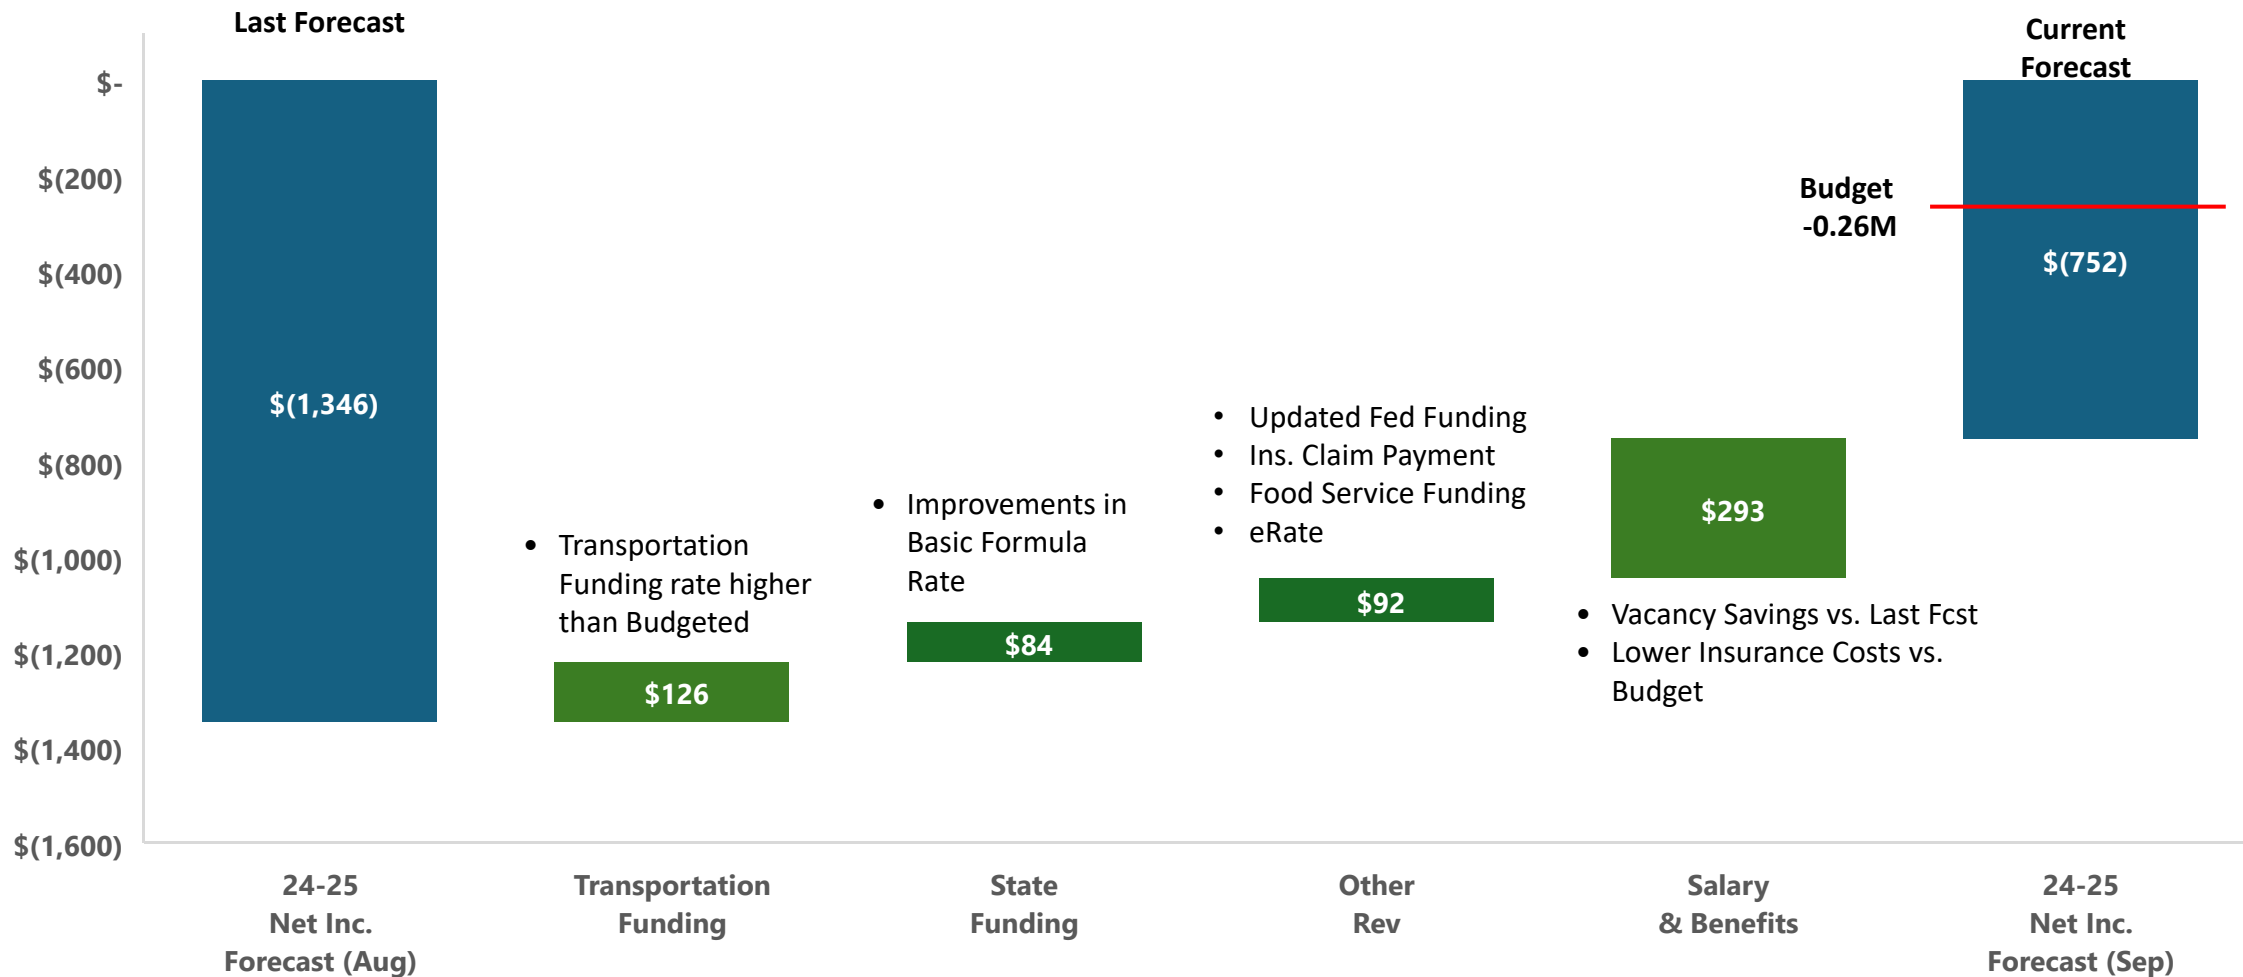 Last Forecast
Current
Forecast
$-
$(200)
$(400)
$(600)
$(800)
$(1,000)
$(1,200)
$(1,400)
$(1,600)
$(1,346)
• Transportation
Funding rate higher
than Budgeted
$126
• Improvements in
Basic Formula
Rate
$84
• Updated Fed Funding
• Ins. Claim Payment
• Food Service Funding
• eRate
$92
$293
• Vacancy Savings vs. Last Fcst
• Lower Insurance Costs vs.
Budget
Budget
-0.26M
$(752)
24-25
Net Inc.
Forecast (Aug)
Transportation
Funding
State
Funding
Other
Rev
Salary
& Benefits
24-25
Net Inc.
Forecast (Sep)